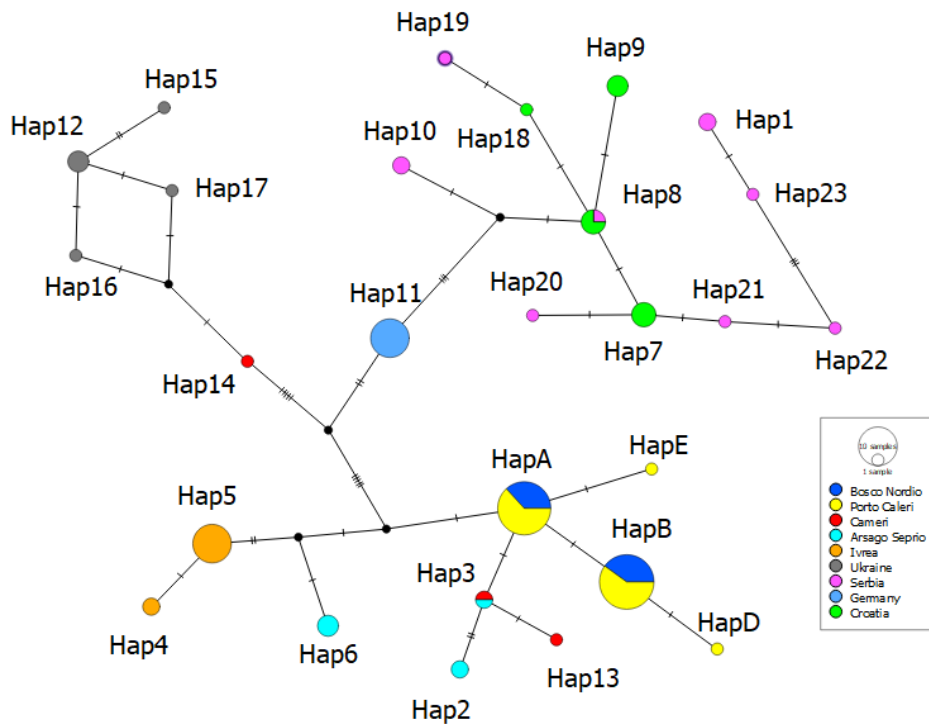 Hap19
Hap9
Hap15
Hap12
Hap10
Hap18
Hap1
Hap17
Hap23
Hap8
Hap16
Hap11
Hap20
Hap21
Hap7
Hap22
Hap14
10 samples
1 sample
Bosco Nordio
Porto Caleri
Cameri
Arsago Seprio
Ivrea
Ukraine
Serbia
Germany
Croatia
HapE
HapA
Hap5
HapB
Hap3
HapD
Hap4
Hap6
Hap13
Hap2